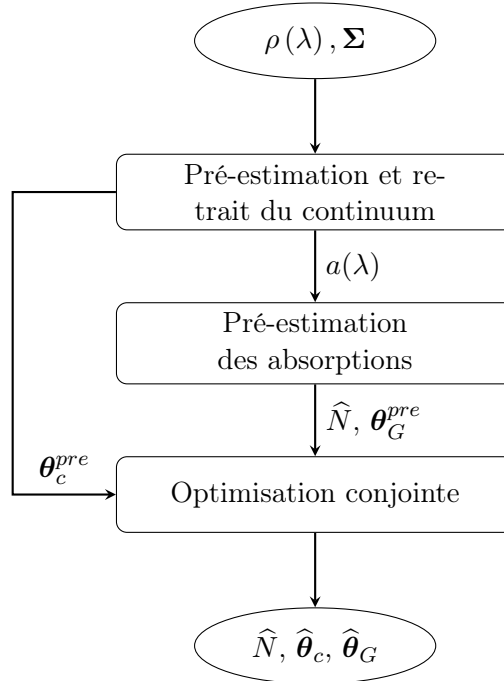 ρ(λ), Σ
Pré-estimation et re-
trait du continuum
a(λ)
Pré-estimation
des absorptions
N̂, θ_G^{pre}
θ_c^{pre}
Optimisation conjointe
N̂, θ̂_c, θ̂_G